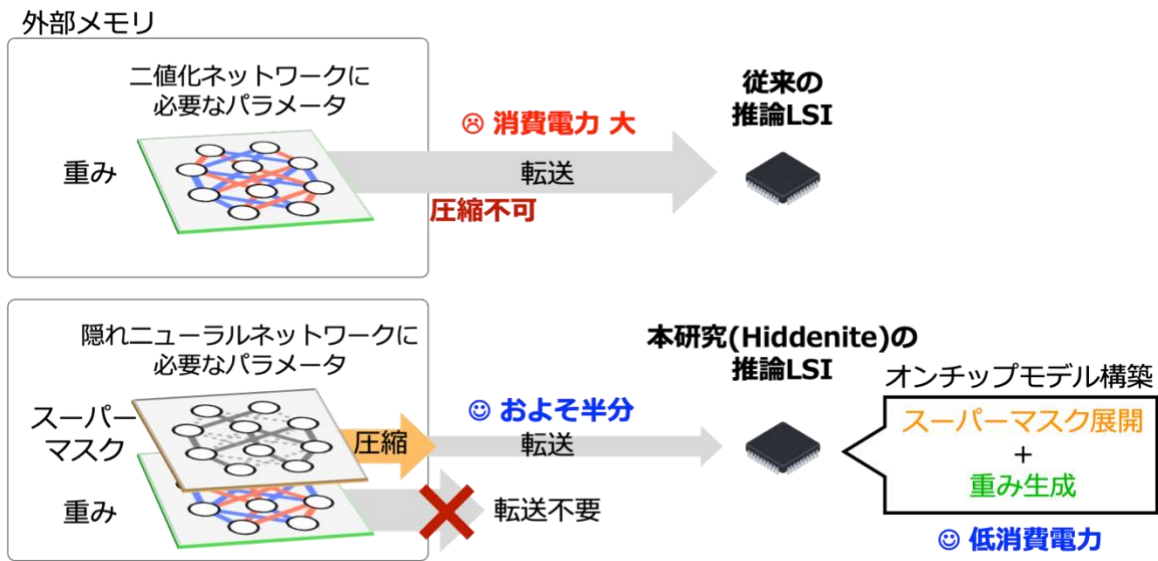 外部メモリ
二値化ネットワークに
必要なパラメータ
重み
☹ 消費電力 大
転送
圧縮不可
従来の
推論LSI
隠れニューラルネットワークに
必要なパラメータ
スーパー
マスク
圧縮
重み
☺ およそ半分
転送
転送不要
本研究(Hiddenite)の
推論LSI
オンチップモデル構築
スーパーマスク展開
+
重み生成
☺ 低消費電力